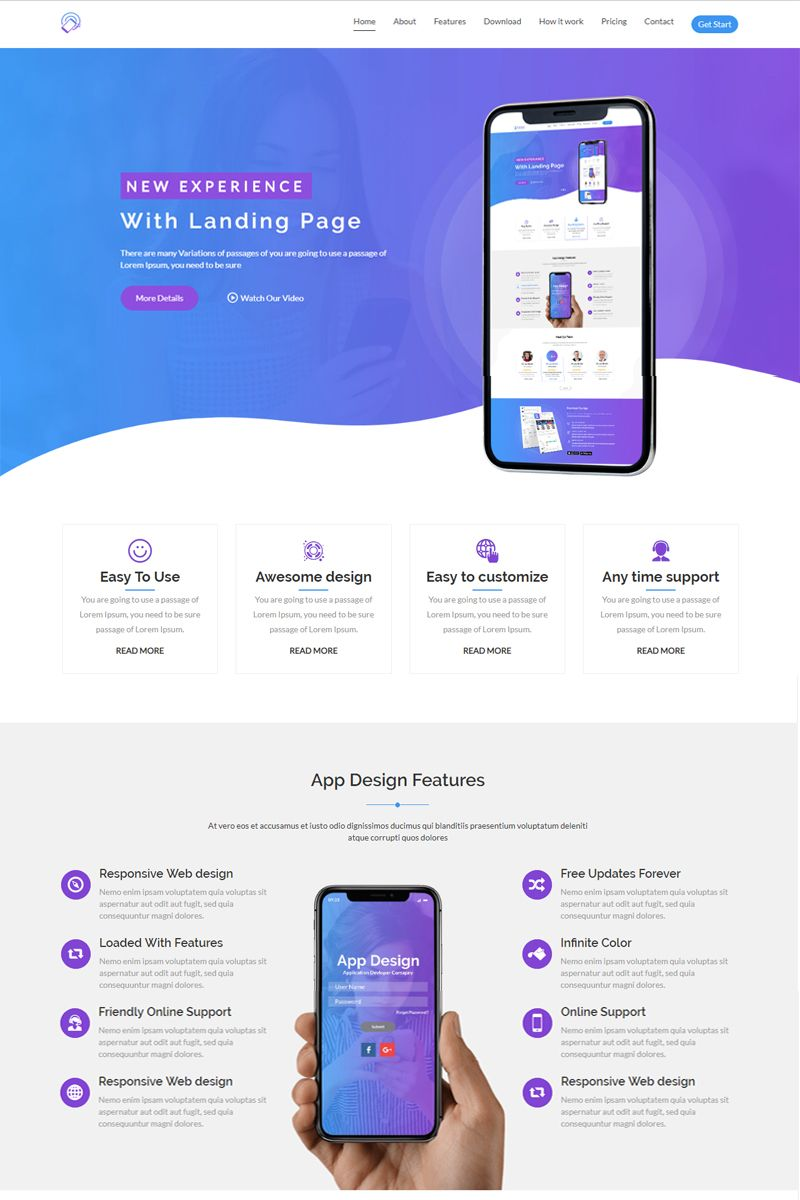 Home About Features Download How it work Pricing Contact Get Start
NEW EXPERIENCE
With Landing Page
There are many Variations of passages of you are going to use a passage of
Lorem Ipsum, you need to be sure
More Details
Watch Our Video
NEW EXPERIENCE
With Landing Page
Easy To Use
You are going to use a passage of
Lorem Ipsum, you need to be sure
passage of Lorem Ipsum.
READ MORE
Awesome design
You are going to use a passage of
Lorem Ipsum, you need to be sure
passage of Lorem Ipsum.
READ MORE
Easy to customize
You are going to use a passage of
Lorem Ipsum, you need to be sure
passage of Lorem Ipsum.
READ MORE
Any time support
You are going to use a passage of
Lorem Ipsum, you need to be sure
passage of Lorem Ipsum.
READ MORE
App Design Features
At vero eos et accusamus et iusto odio dignissimos ducimus qui blanditiis praesentium voluptatum deleniti
atque corrupti quos dolores
Responsive Web design
Nemo enim ipsam voluptatem quia voluptas sit
aspernatur aut odit aut fugit, sed quia
consequuntur magni dolores.
Loaded With Features
Nemo enim ipsam voluptatem quia voluptas sit
aspernatur aut odit aut fugit, sed quia
consequuntur magni dolores.
Friendly Online Support
Nemo enim ipsam voluptatem quia voluptas sit
aspernatur aut odit aut fugit, sed quia
consequuntur magni dolores.
Responsive Web design
Nemo enim ipsam voluptatem quia voluptas sit
aspernatur aut odit aut fugit, sed quia
consequuntur magni dolores.
App Design
Application Devloper Comapny
User Name
Password
Forgot Password?
Submit
f G+
Free Updates Forever
Nemo enim ipsam voluptatem quia voluptas sit
aspernatur aut odit aut fugit, sed quia
consequuntur magni dolores.
Infinite Color
Nemo enim ipsam voluptatem quia voluptas sit
aspernatur aut odit aut fugit, sed quia
consequuntur magni dolores.
Online Support
Nemo enim ipsam voluptatem quia voluptas sit
aspernatur aut odit aut fugit, sed quia
consequuntur magni dolores.
Responsive Web design
Nemo enim ipsam voluptatem quia voluptas sit
aspernatur aut odit aut fugit, sed quia
consequuntur magni dolores.